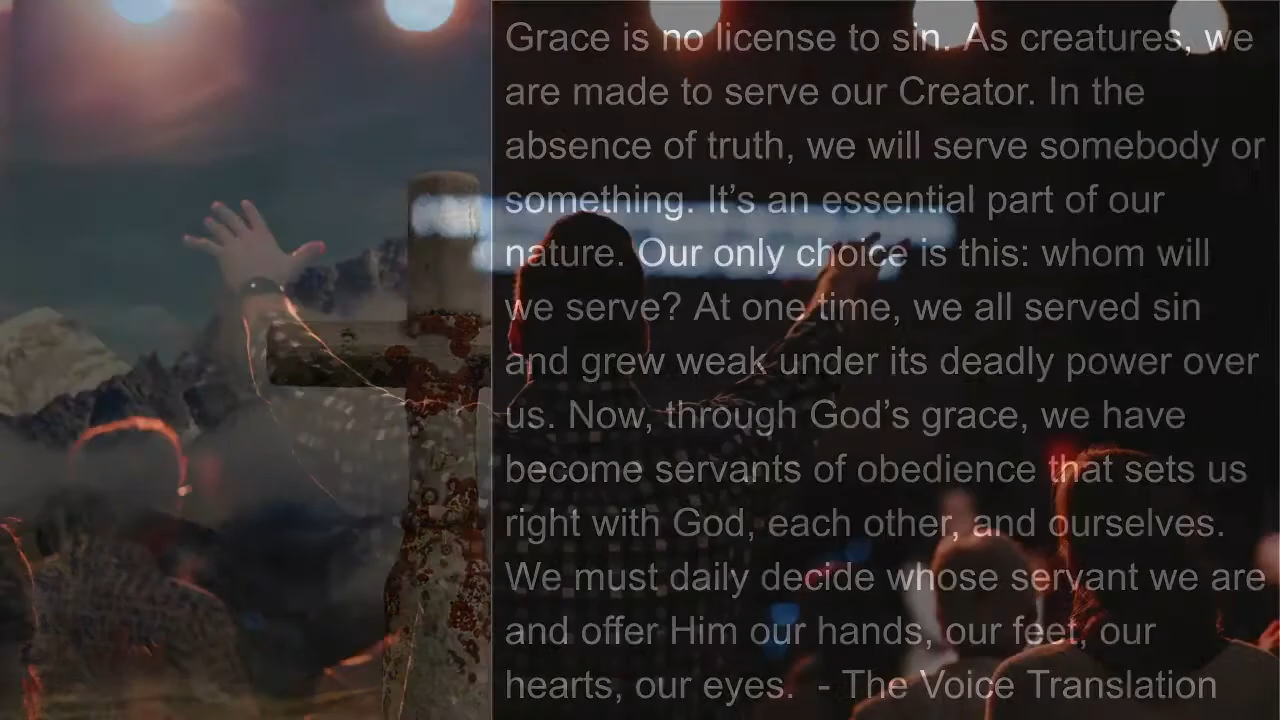 Grace is no license to sin. As creatures, we
are made to serve our Creator. In the
absence of truth, we will serve somebody or
something. It’s an essential part of our
nature. Our only choice is this: whom will
we serve? At one time, we all served sin
and grew weak under its deadly power over
us. Now, through God’s grace, we have
become servants of obedience that sets us
right with God, each other, and ourselves.
We must daily decide whose servant we are
and offer Him our hands, our feet, our
hearts, our eyes.  - The Voice Translation